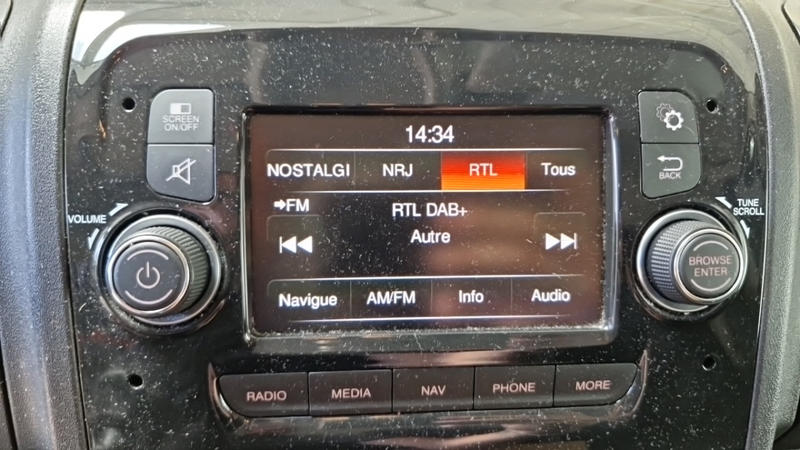 SCREEN
ON/OFF
14:34
NOSTALGI NRJ RTL Tous
➔FM
RTL DAB+
Autre
Navigue AM/FM Info Audio
VOLUME
BACK
TUNE
SCROLL
BROWSE
ENTER
RADIO MEDIA NAV PHONE MORE